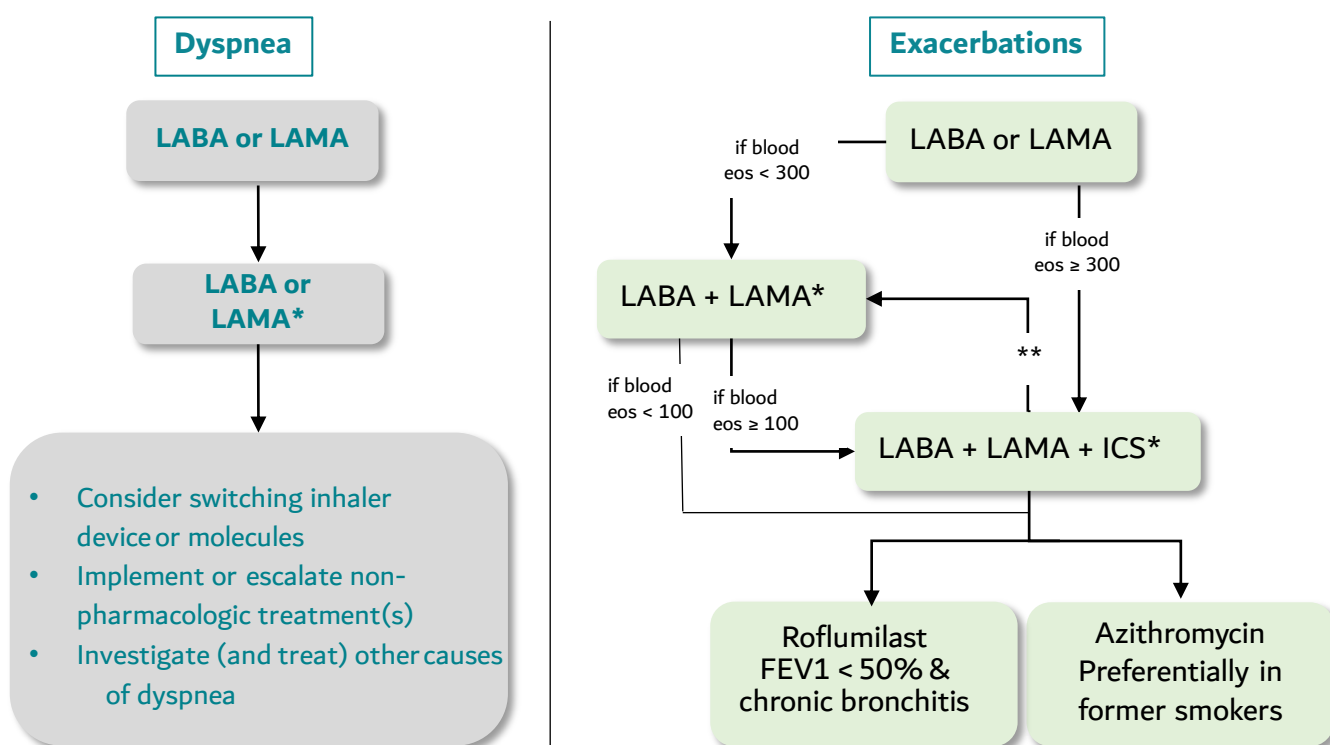 Dyspnea
LABA or LAMA
LABA or
LAMA*
• Consider switching inhaler
device or molecules
• Implement or escalate non-
pharmacologic treatment(s)
• Investigate (and treat) other causes
of dyspnea
Exacerbations
LABA or LAMA
if blood
eos < 300
if blood
eos ≥ 300
LABA + LAMA*
**
if blood
eos < 100
if blood
eos ≥ 100
LABA + LAMA + ICS*
Roflumilast
FEV1 < 50% &
chronic bronchitis
Azithromycin
Preferentially in
former smokers